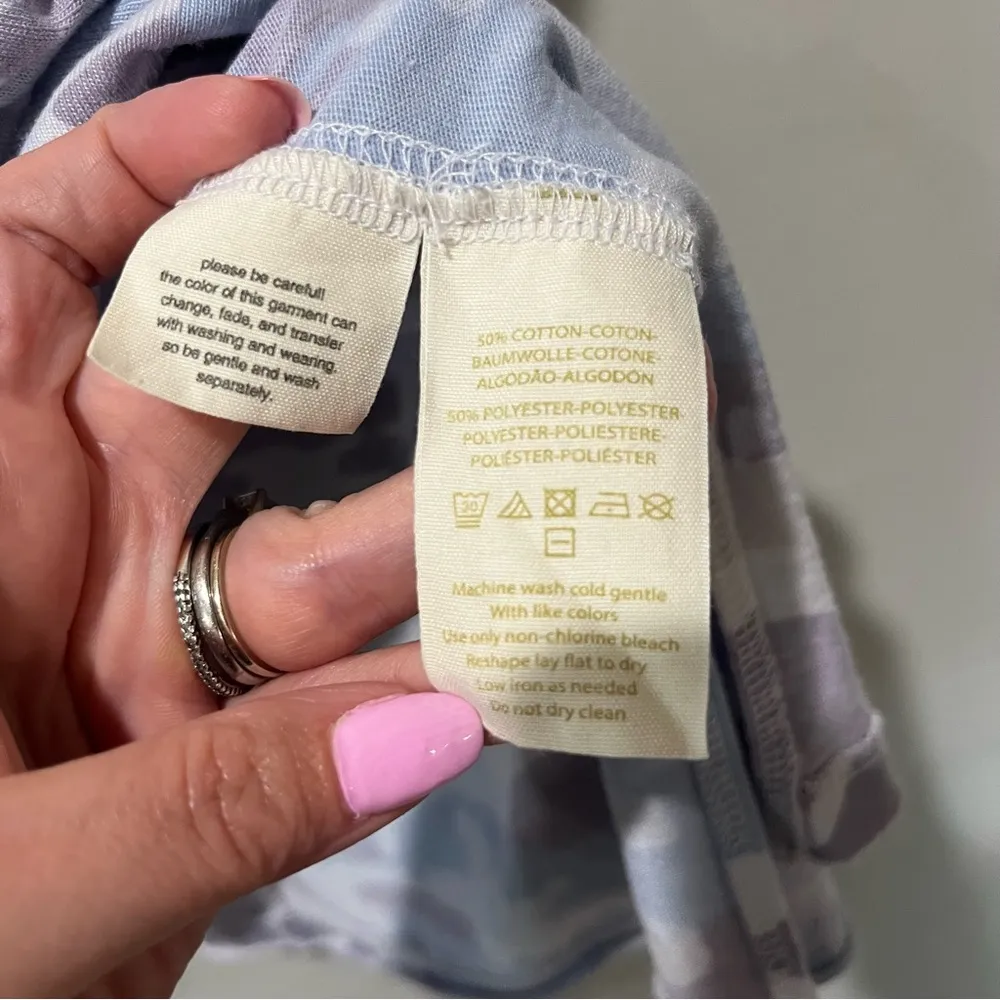 please be careful!
the color of this garment can
change, fade, and transfer
with washing and wearing
so be gentle and wash
separately.
50% COTTON-COTON-
BAUMWOLLE-COTONE-
ALGODÃO-ALGODÓN
50% POLYESTER-POLYESTER
POLYESTER-POLIESTERE-
POLIÉSTER-POLIÉSTER
30
Machine wash cold gentle
With like colors
Use only non-chlorine bleach
Reshape lay flat to dry
Low iron as needed
Do not dry clean